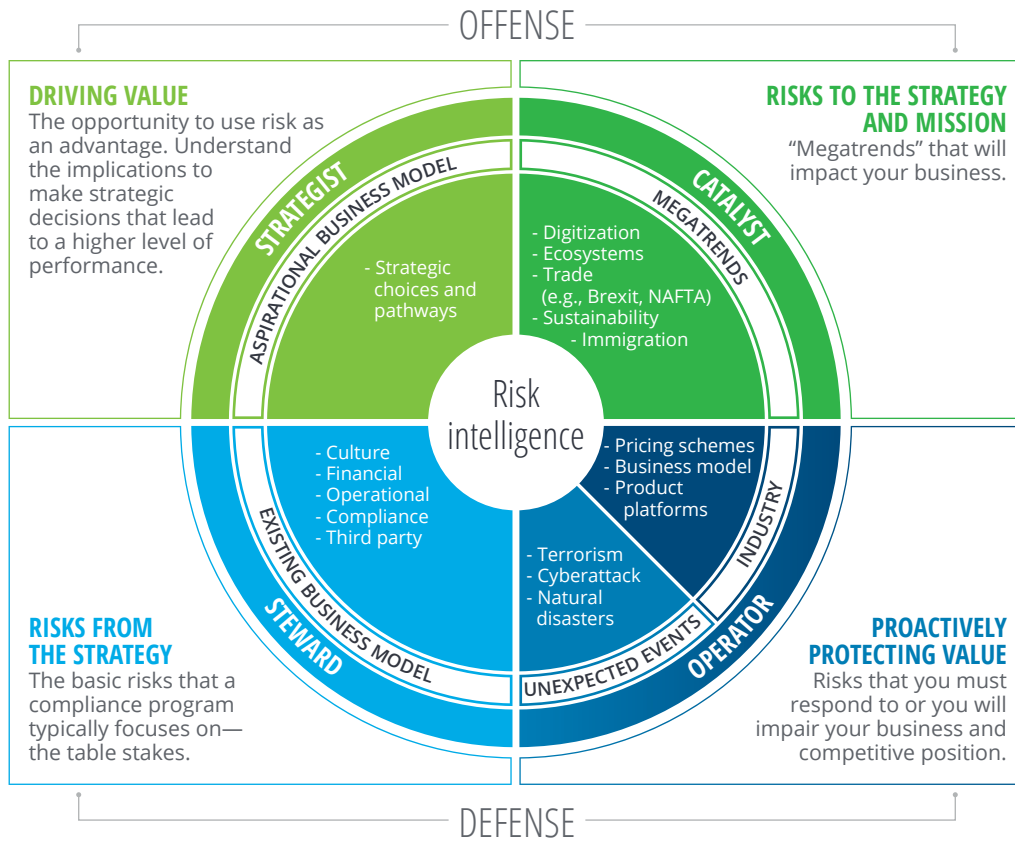 OFFENSE
DRIVING VALUE
The opportunity to use risk as
an advantage. Understand
the implications to
make strategic
decisions that lead
to a higher level of
performance.
RISKS TO THE STRATEGY
AND MISSION
“Megatrends” that will
impact your business.
STRATEGIST
ASPIRATIONAL BUSINESS MODEL
- Strategic
choices and
pathways
CATALYST
MEGATRENDS
- Digitization
- Ecosystems
- Trade
(e.g., Brexit, NAFTA)
- Sustainability
- Immigration
Risk
intelligence
- Culture
- Financial
- Operational
- Compliance
- Third party
EXISTING BUSINESS MODEL
STEWARD
- Pricing schemes
- Business model
- Product
platforms
INDUSTRY
- Terrorism
- Cyberattack
- Natural
disasters
UNEXPECTED EVENTS
OPERATOR
RISKS FROM
THE STRATEGY
The basic risks that a
compliance program
typically focuses on—
the table stakes.
PROACTIVELY
PROTECTING VALUE
Risks that you must
respond to or you will
impair your business and
competitive position.
DEFENSE